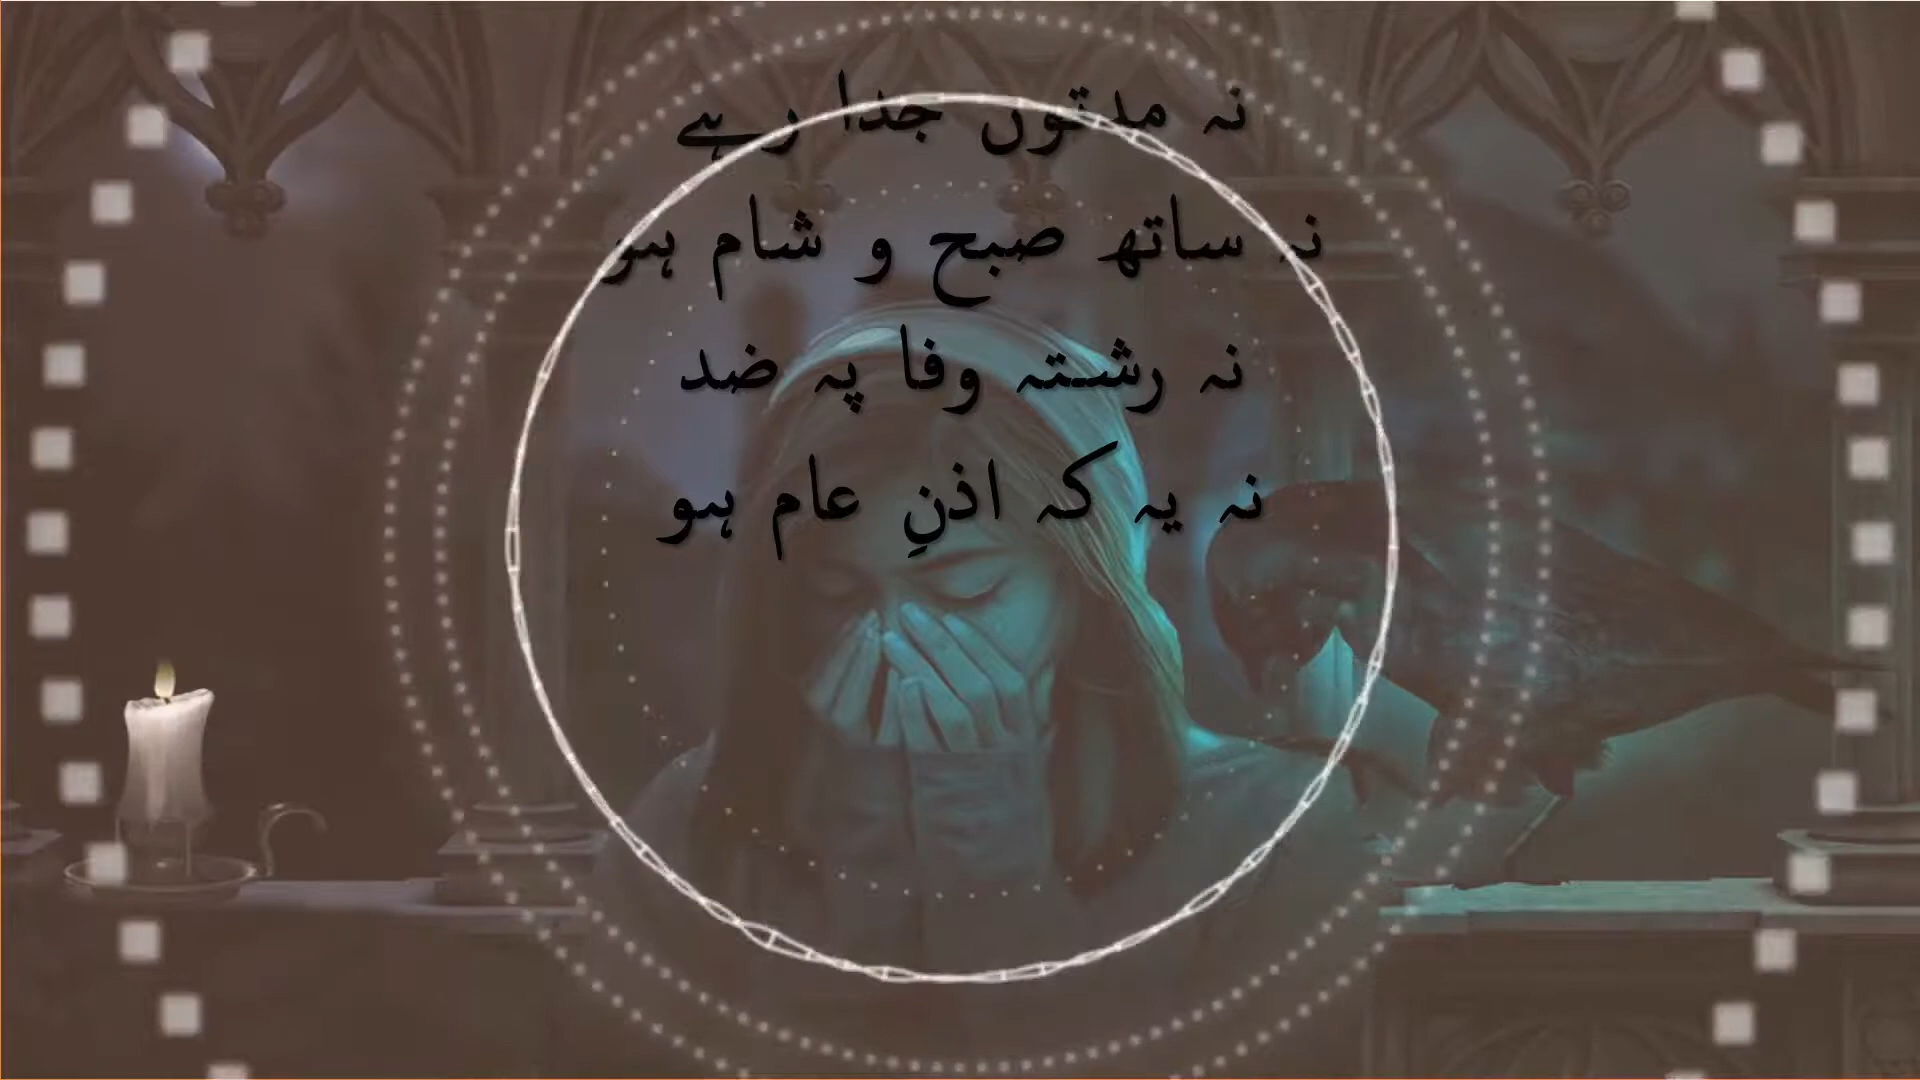 نہ مدتوں جدا رہے
نہ ساتھ صبح و شام ہو
نہ رشتہ وفا پہ ضد
نہ یہ کہ اذنِ عام ہو